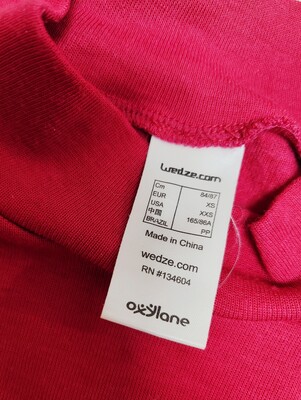 wedze.com
Cm 84/87
EUR XS
USA XXS
中国 165/86A
BRAZIL PP
Made in China
wedze.com
RN #134604
oxylane